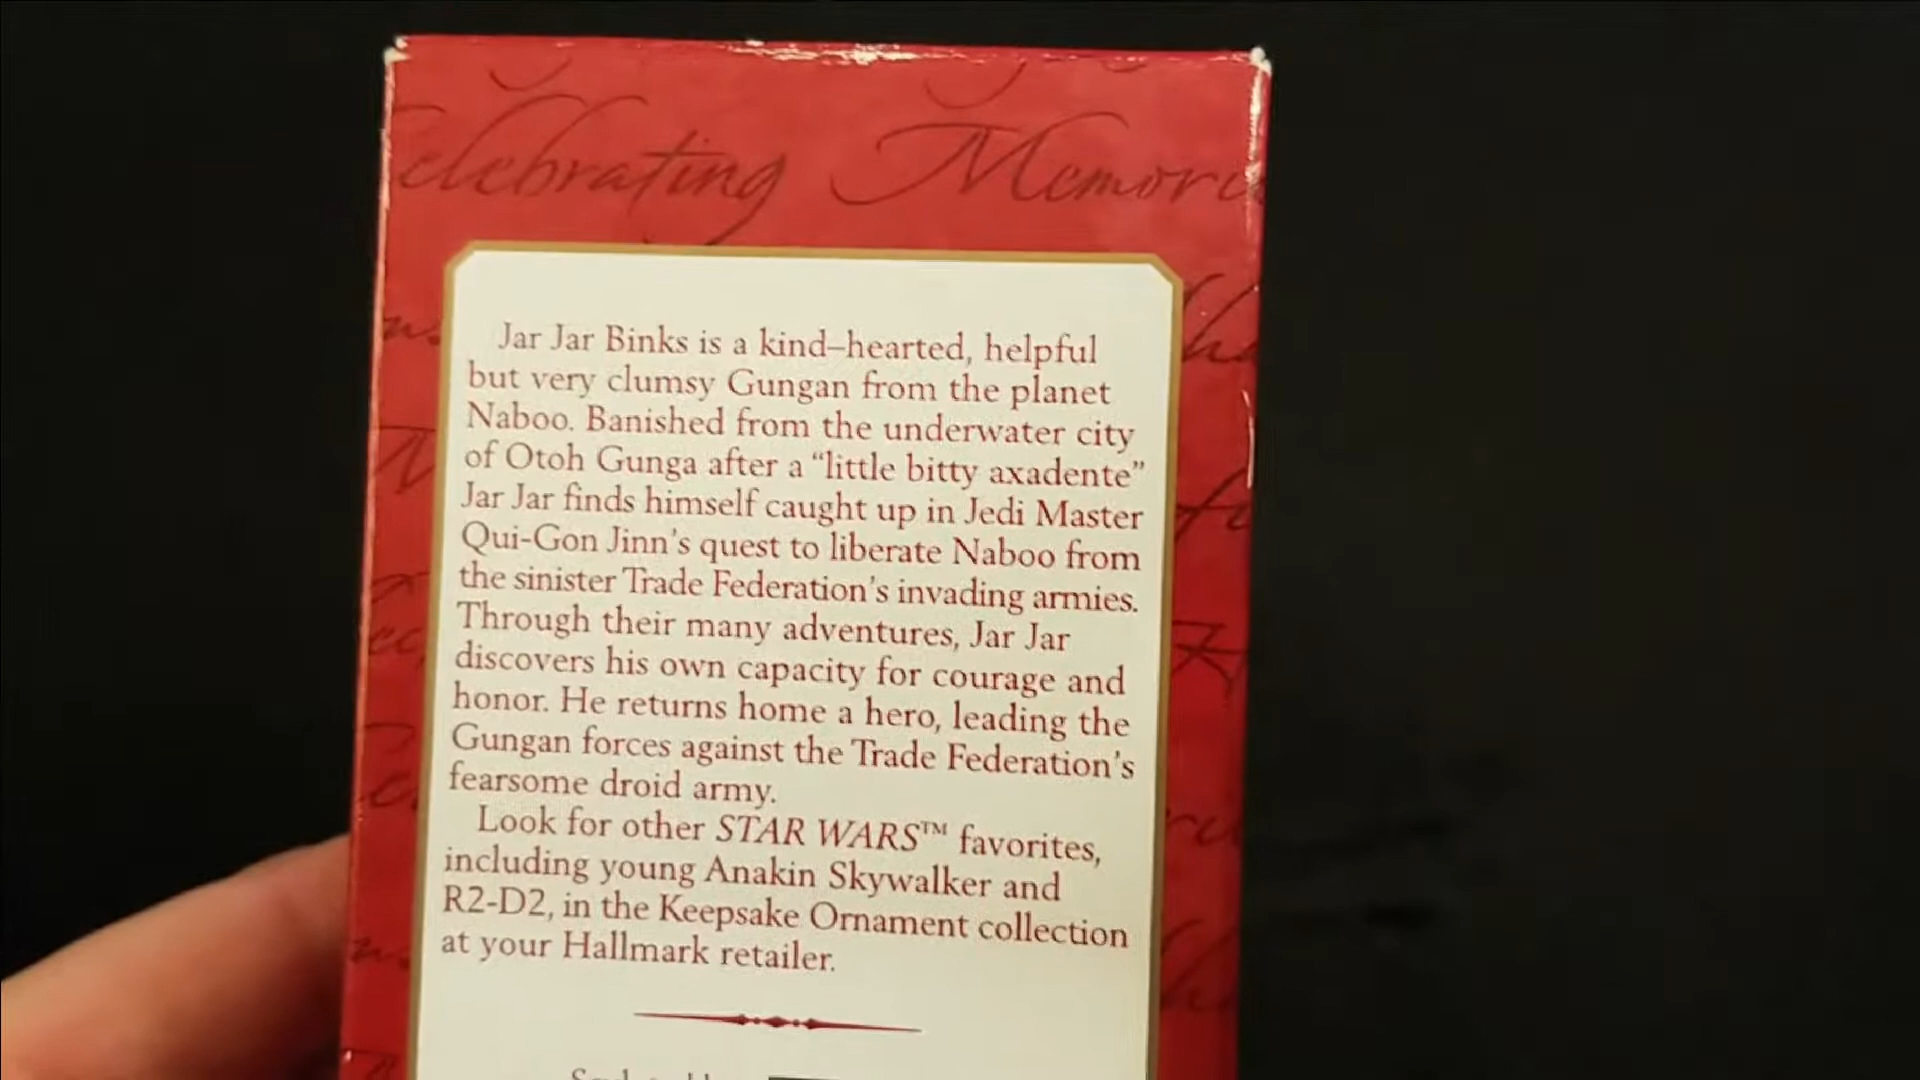 Celebrating Memories
Jar Jar Binks is a kind–hearted, helpful
but very clumsy Gungan from the planet
Naboo. Banished from the underwater city
of Otoh Gunga after a “little bitty axadente”
Jar Jar finds himself caught up in Jedi Master
Qui-Gon Jinn’s quest to liberate Naboo from
the sinister Trade Federation’s invading armies.
Through their many adventures, Jar Jar
discovers his own capacity for courage and
honor. He returns home a hero, leading the
Gungan forces against the Trade Federation’s
fearsome droid army.
Look for other STAR WARS™ favorites,
including young Anakin Skywalker and
R2-D2, in the Keepsake Ornament collection
at your Hallmark retailer.